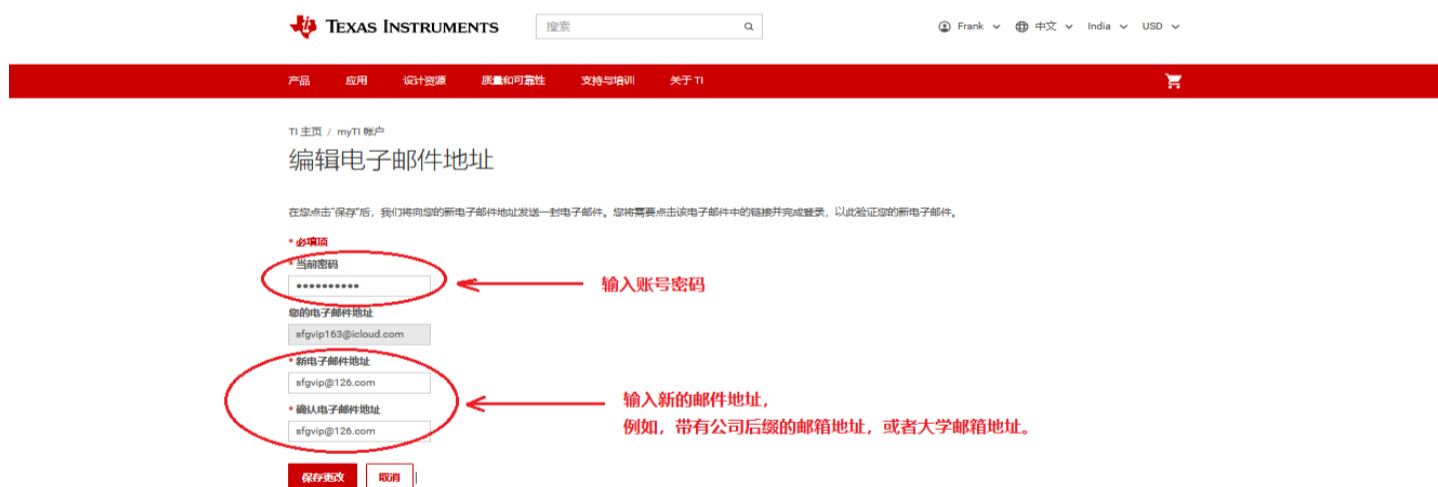 TEXAS INSTRUMENTS
搜索
Frank 中文 India USD
产品 应用 设计资源 质量和可靠性 支持与培训 关于 TI
TI 主页 / myTI 帐户
编辑电子邮件地址
在您点击“保存”后，我们将向您的新电子邮件地址发送一封电子邮件。您将需要点击该电子邮件中的链接并完成登录，以此验证您的新电子邮件。
* 必填项
* 当前密码
••••••••••
输入账号密码
您的电子邮件地址
sfgvip163@icloud.com
* 新电子邮件地址
sfgvip@126.com
输入新的邮件地址，
* 确认电子邮件地址
例如，带有公司后缀的邮箱地址，或者大学邮箱地址。
sfgvip@126.com
保存更改 取消